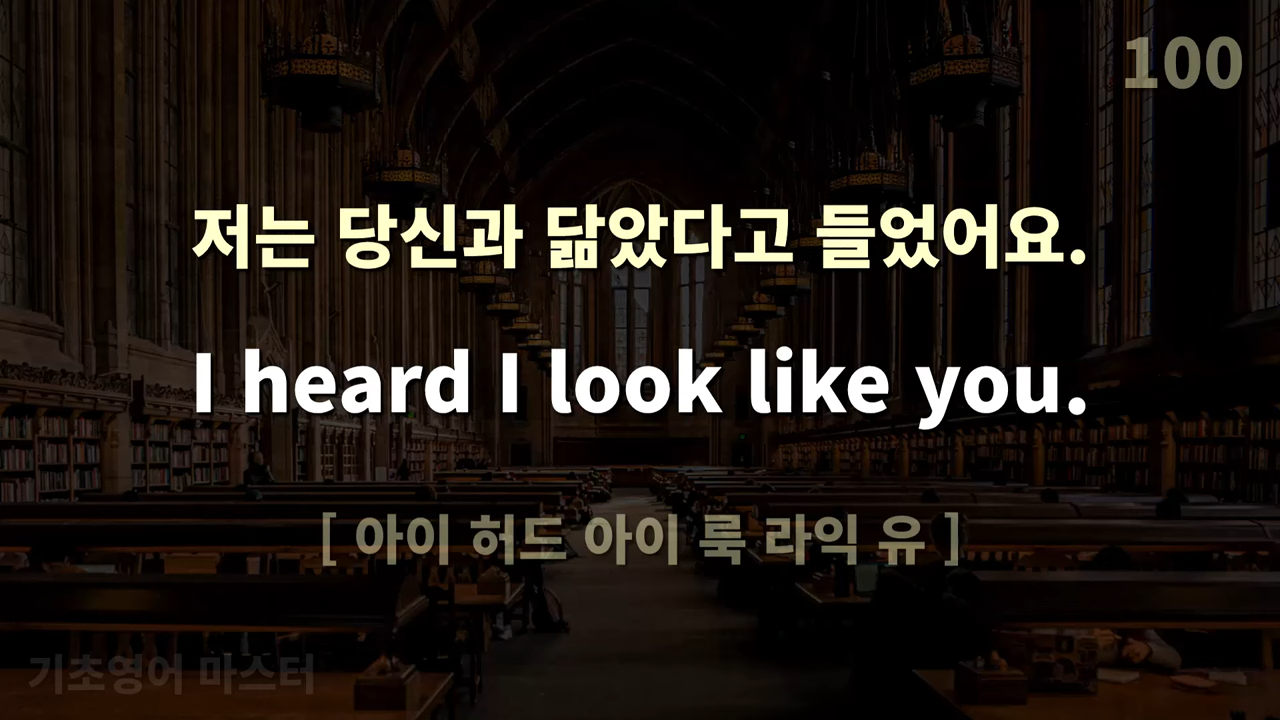 100
저는 당신과 닮았다고 들었어요.
I heard I look like you.
[ 아이 허드 아이 룩 라익 유 ]
기초영어 마스터